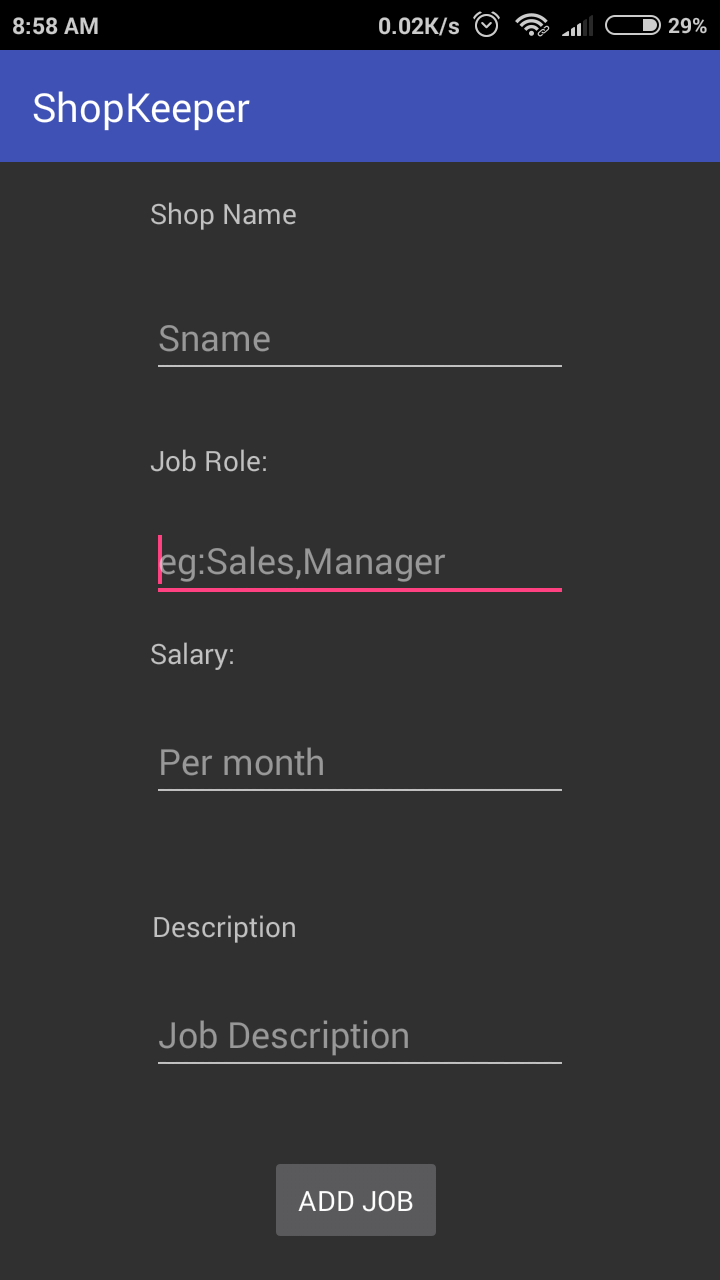 8:58 AM 0.02K/s 29%
ShopKeeper
Shop Name
Sname
Job Role:
eg:Sales,Manager
Salary:
Per month
Description
Job Description
ADD JOB